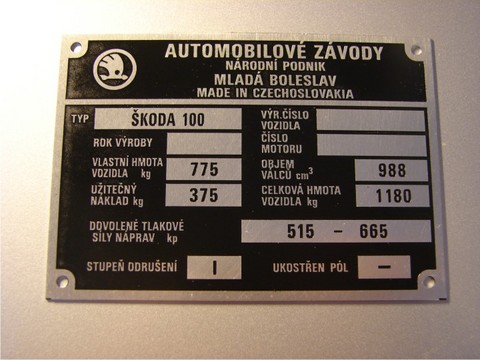 AUTOMOBILOVÉ ZÁVODY
NÁRODNÍ PODNIK
MLADÁ BOLESLAV
MADE IN CZECHOSLOVAKIA
TYP ŠKODA 100
VÝR. ČÍSLO
VOZIDLA
ROK VÝROBY
ČÍSLO
MOTORU
VLASTNÍ HMOTA
VOZIDLA kg 775
OBJEM
VÁLCŮ cm³ 988
UŽITEČNÝ
NÁKLAD kg 375
CELKOVÁ HMOTA
VOZIDLA kg 1180
DOVOLENÉ TLAKOVÉ
SÍLY NÁPRAV kp 515 - 665
STUPEŇ ODRUŠENÍ I UKOSTŘEN PÓL -